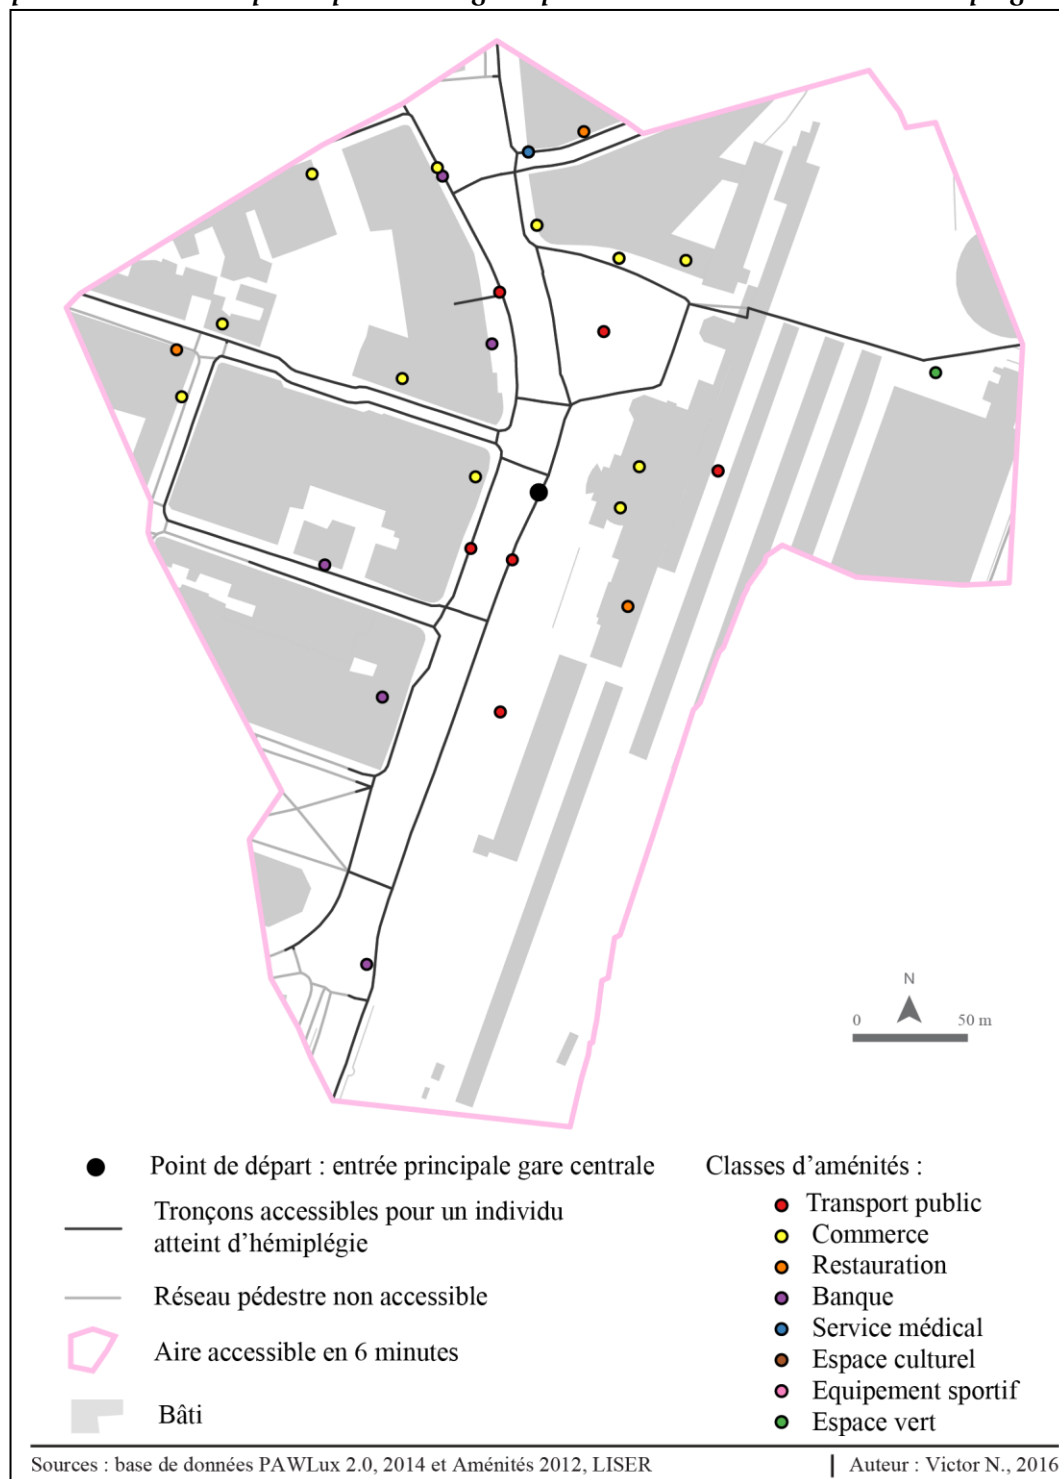 N
0 50 m
Point de départ : entrée principale gare centrale
Tronçons accessibles pour un individu
atteint d'hémiplégie
Réseau pédestre non accessible
Aire accessible en 6 minutes
Bâti
Classes d'aménités :
Transport public
Commerce
Restauration
Banque
Service médical
Espace culturel
Equipement sportif
Espace vert
Sources : base de données PAWLux 2.0, 2014 et Aménités 2012, LISER
Auteur : Victor N., 2016